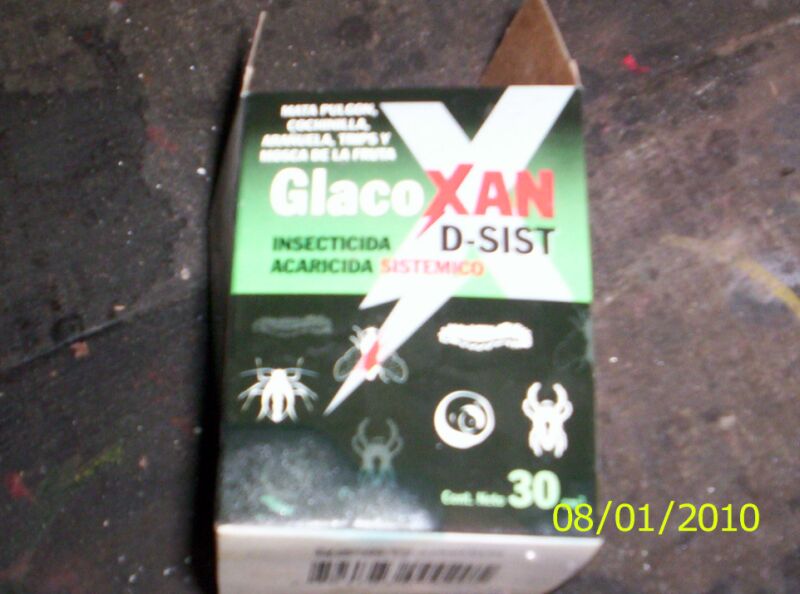 MATA PULGON,
COCHINILLA,
ARAÑUELA, TRIPS Y
MOSCA DE LA FRUTA
GlacoXAN
D-SIST
INSECTICIDA
ACARICIDA SISTEMICO
Cont. Neto 30
08/01/2010